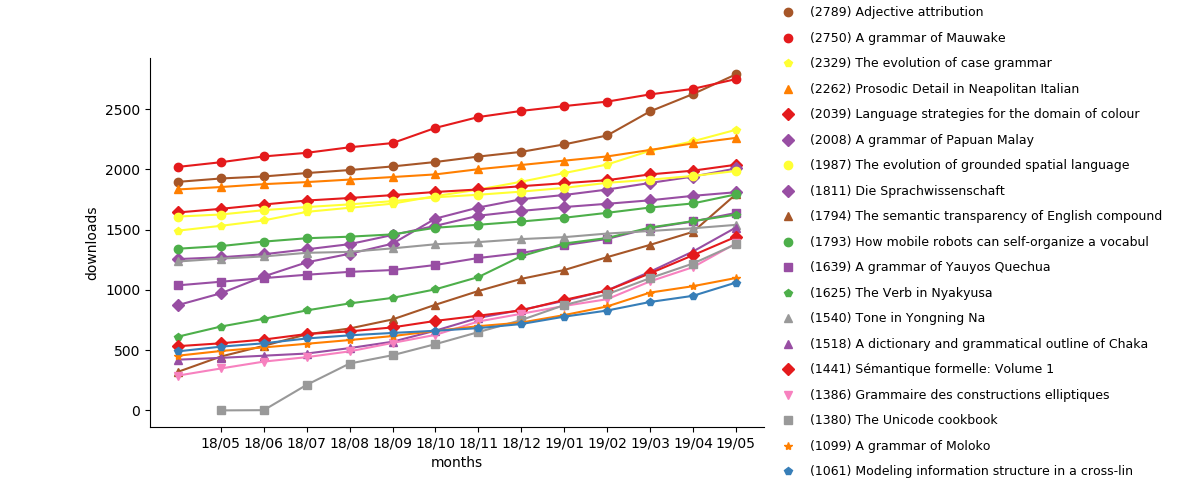 (2789) Adjective attribution
(2750) A grammar of Mauwake
(2329) The evolution of case grammar
(2262) Prosodic Detail in Neapolitan Italian
(2039) Language strategies for the domain of colour
(2008) A grammar of Papuan Malay
(1987) The evolution of grounded spatial language
(1811) Die Sprachwissenschaft
(1794) The semantic transparency of English compound
(1793) How mobile robots can self-organize a vocabul
(1639) A grammar of Yauyos Quechua
(1625) The Verb in Nyakyusa
(1540) Tone in Yongning Na
(1518) A dictionary and grammatical outline of Chaka
(1441) Sémantique formelle: Volume 1
(1386) Grammaire des constructions elliptiques
(1380) The Unicode cookbook
(1099) A grammar of Moloko
(1061) Modeling information structure in a cross-lin
downloads
2500
2000
1500
1000
500
0
18/05 18/06 18/07 18/08 18/09 18/10 18/11 18/12 19/01 19/02 19/03 19/04 19/05
months